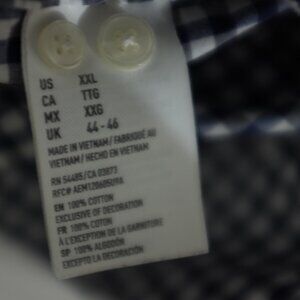 US XXL
CA TTG
MX XXG
UK 44-46
MADE IN VIETNAM/FABRIQUÉ AU
VIETNAM/HECHO EN VIETNAM
RN 54485/CA 03873
RFC# AEM1206050U9A
EN 100% COTTON
EXCLUSIVE OF DECORATION
FR 100% COTON
À L'EXCEPTION DE LA GARNITURE
SP 100% ALGODÓN
EXCEPTO LA DECORACIÓN